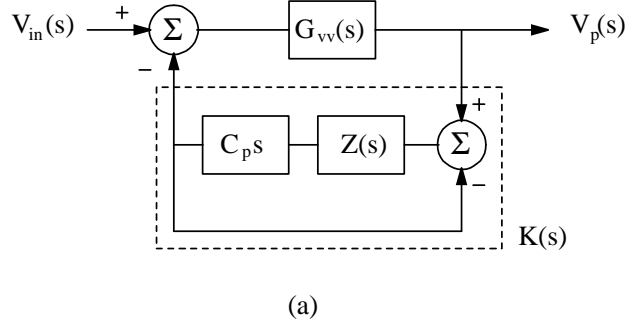 V_in(s) + Σ G_vv(s) V_p(s)
−
+
C_p s Z(s) Σ
−
K(s)
(a)